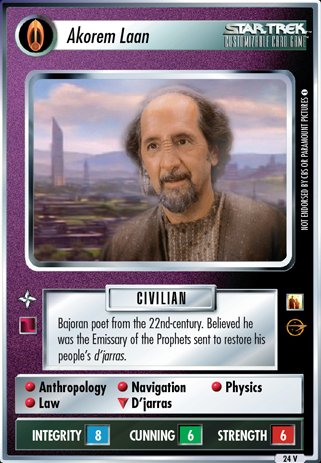 Akorem Laan
STAR TREK
CUSTOMIZABLE CARD GAME
NOT ENDORSED BY CBS OR PARAMOUNT PICTURES
CIVILIAN
Bajoran poet from the 22nd-century. Believed he
was the Emissary of the Prophets sent to restore his
people's d'jarras.
Anthropology Navigation Physics
Law D'jarras
INTEGRITY 8 CUNNING 6 STRENGTH 6
24 V